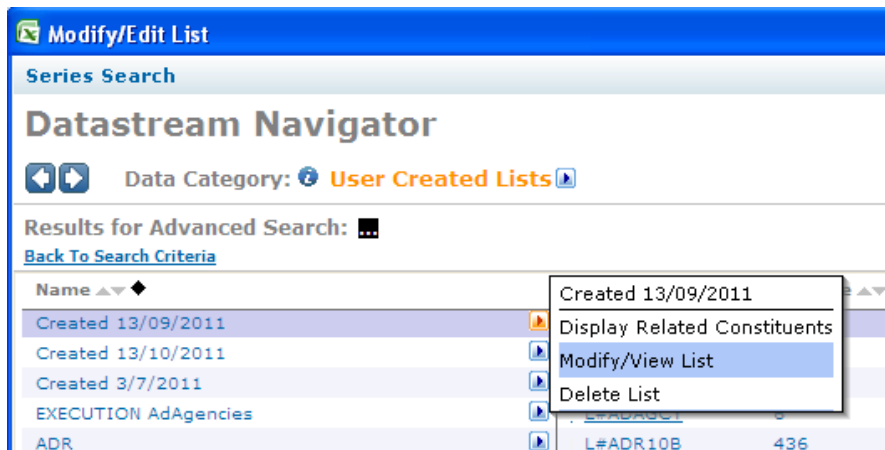 Modify/Edit List
Series Search
Datastream Navigator
Data Category: User Created Lists
Results for Advanced Search: ...
Back To Search Criteria
Name
Created 13/09/2011
Created 13/10/2011
Created 3/7/2011
EXECUTION AdAgencies
ADR L#ADR10B 436
Created 13/09/2011
Display Related Constituents
Modify/View List
Delete List